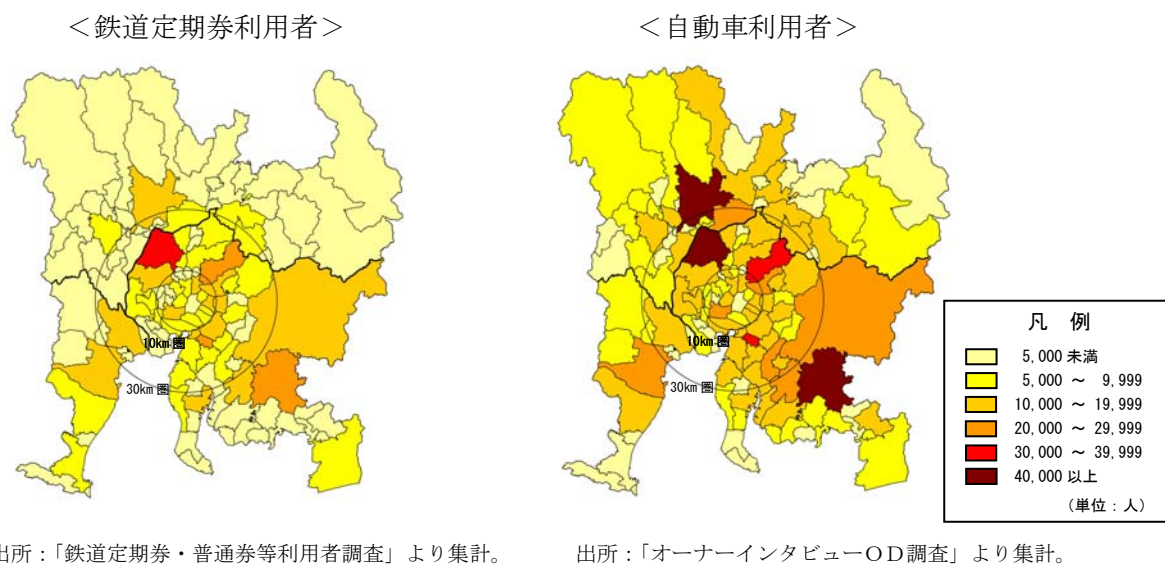 ＜鉄道定期券利用者＞
＜自動車利用者＞
10km圏
30km圏
10km圏
30km圏
凡　例
5,000 未満
5,000 ～ 9,999
10,000 ～ 19,999
20,000 ～ 29,999
30,000 ～ 39,999
40,000 以上
（単位：人）
出所：「鉄道定期券・普通券等利用者調査」より集計。
出所：「オーナーインタビューＯＤ調査」より集計。